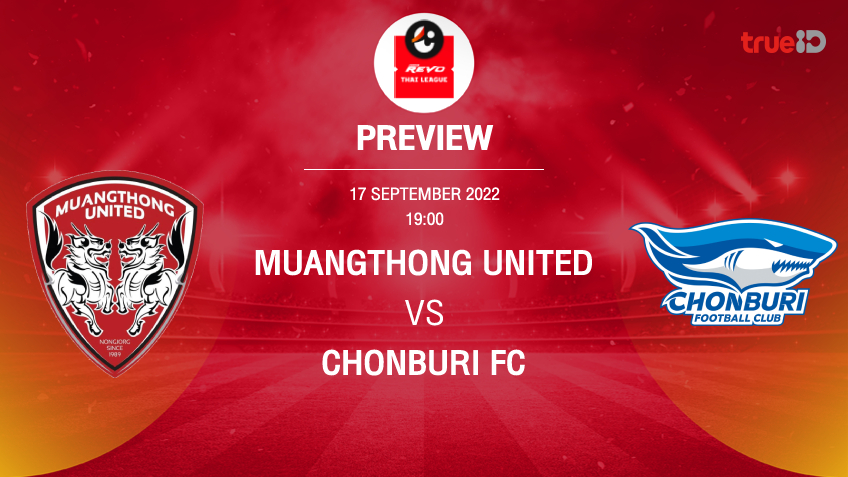 REVO
THAI LEAGUE
trueID
PREVIEW
17 SEPTEMBER 2022
19:00
MUANGTHONG UNITED
VS
CHONBURI FC
MUANGTHONG
UNITED
NONGJORG
SINCE
1989
CHONBURI
FOOTBALL CLUB